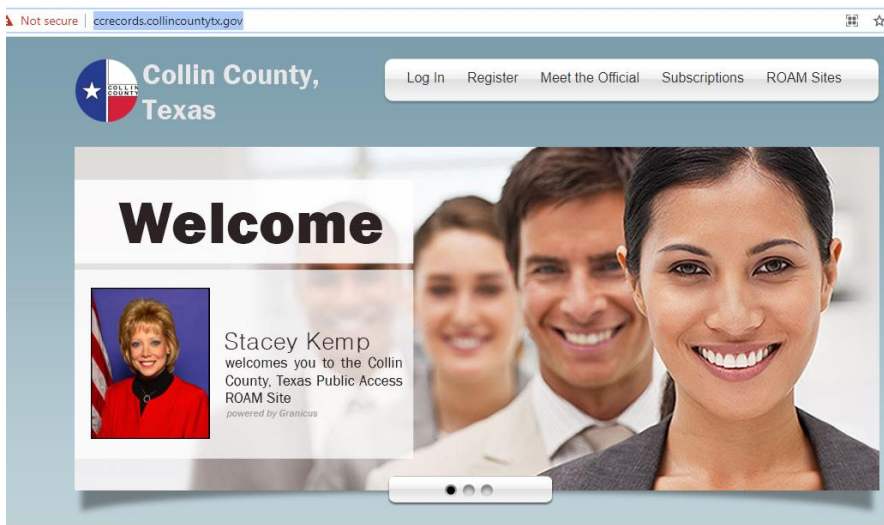 Not secure | ccrecords.collincountytx.gov
COLLIN
COUNTY
Collin County,
Texas
Log In Register Meet the Official Subscriptions ROAM Sites
Welcome
Stacey Kemp
welcomes you to the Collin
County, Texas Public Access
ROAM Site
powered by Granicus